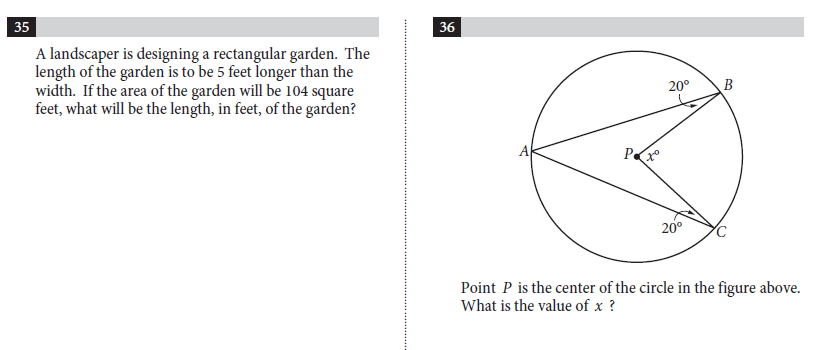 35
A landscaper is designing a rectangular garden. The
length of the garden is to be 5 feet longer than the
width. If the area of the garden will be 104 square
feet, what will be the length, in feet, of the garden?
36
20°
B
A
P
x°
20°
C
Point P is the center of the circle in the figure above.
What is the value of x ?